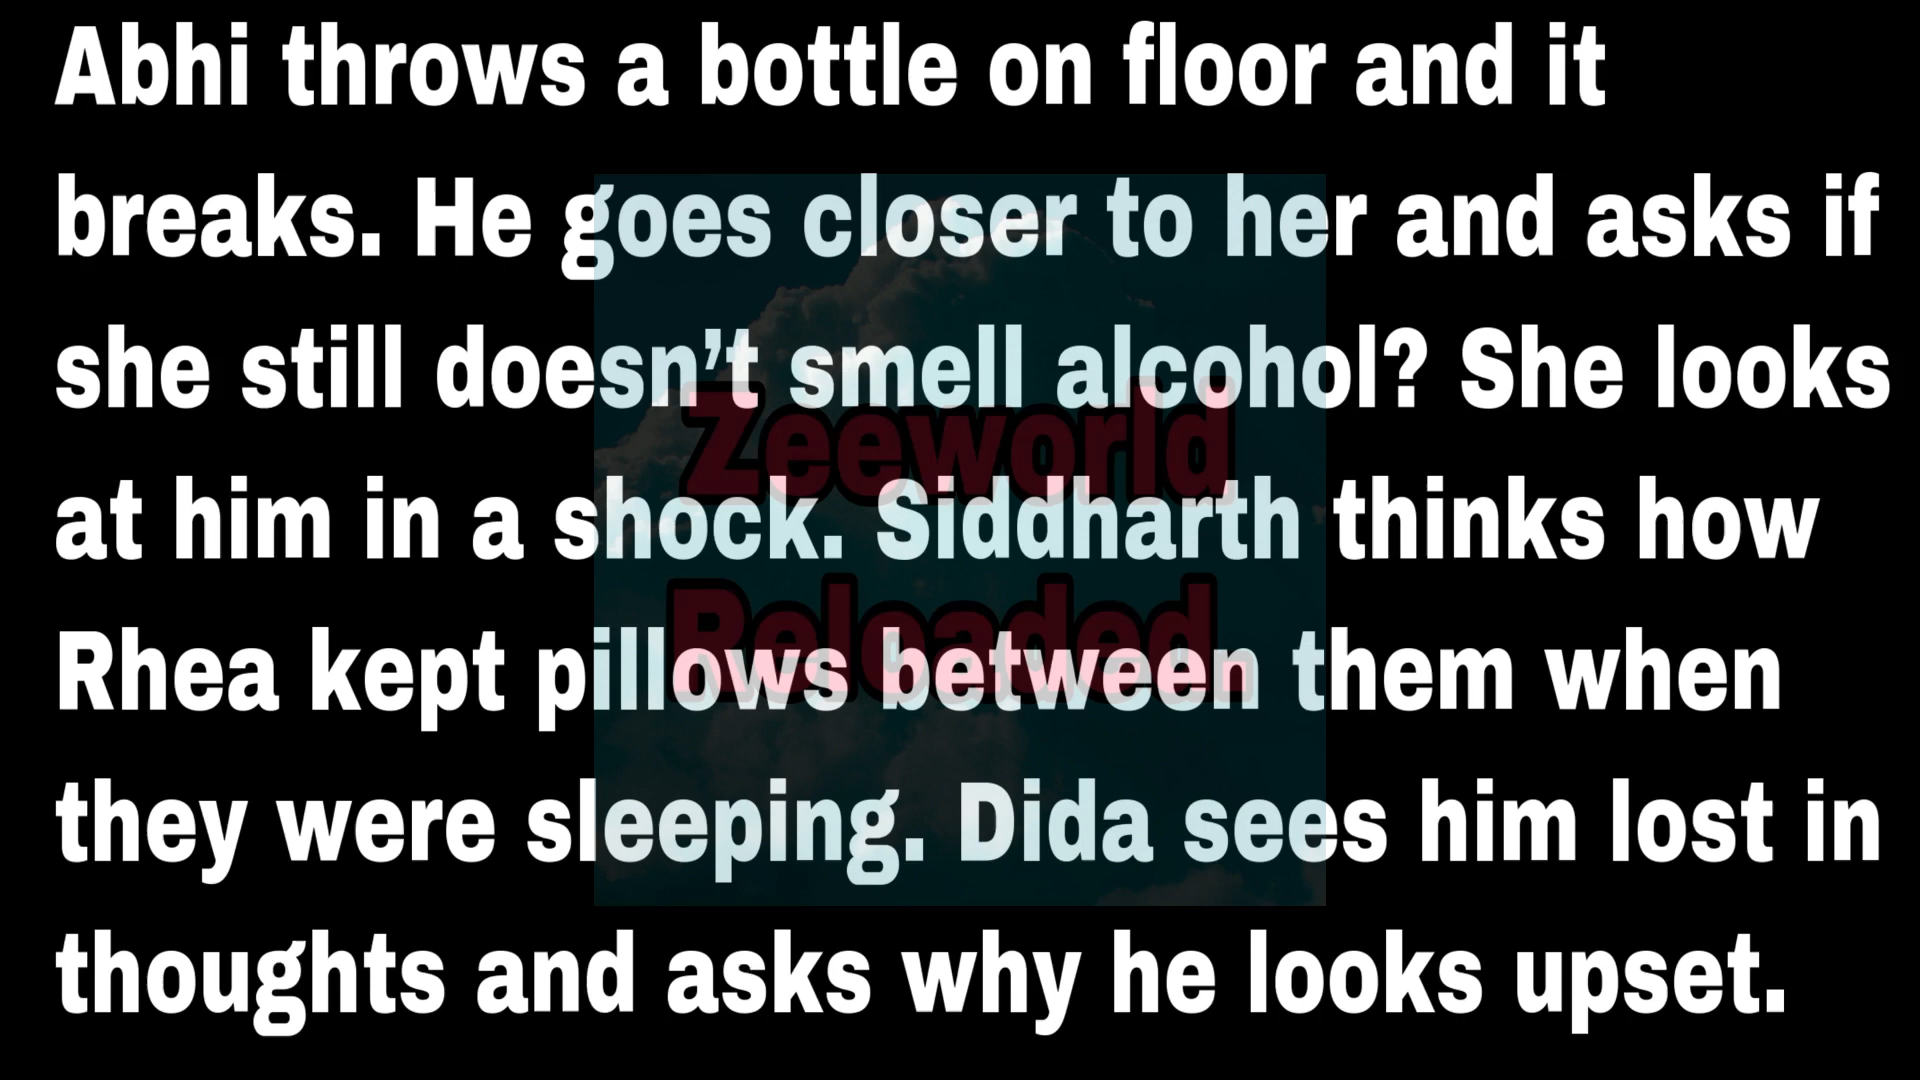 Abhi throws a bottle on floor and it
breaks. He goes closer to her and asks if
she still doesn’t smell alcohol? She looks
Zeeworld
at him in a shock. Siddharth thinks how
Reloaded.
Rhea kept pillows between them when
they were sleeping. Dida sees him lost in
thoughts and asks why he looks upset.